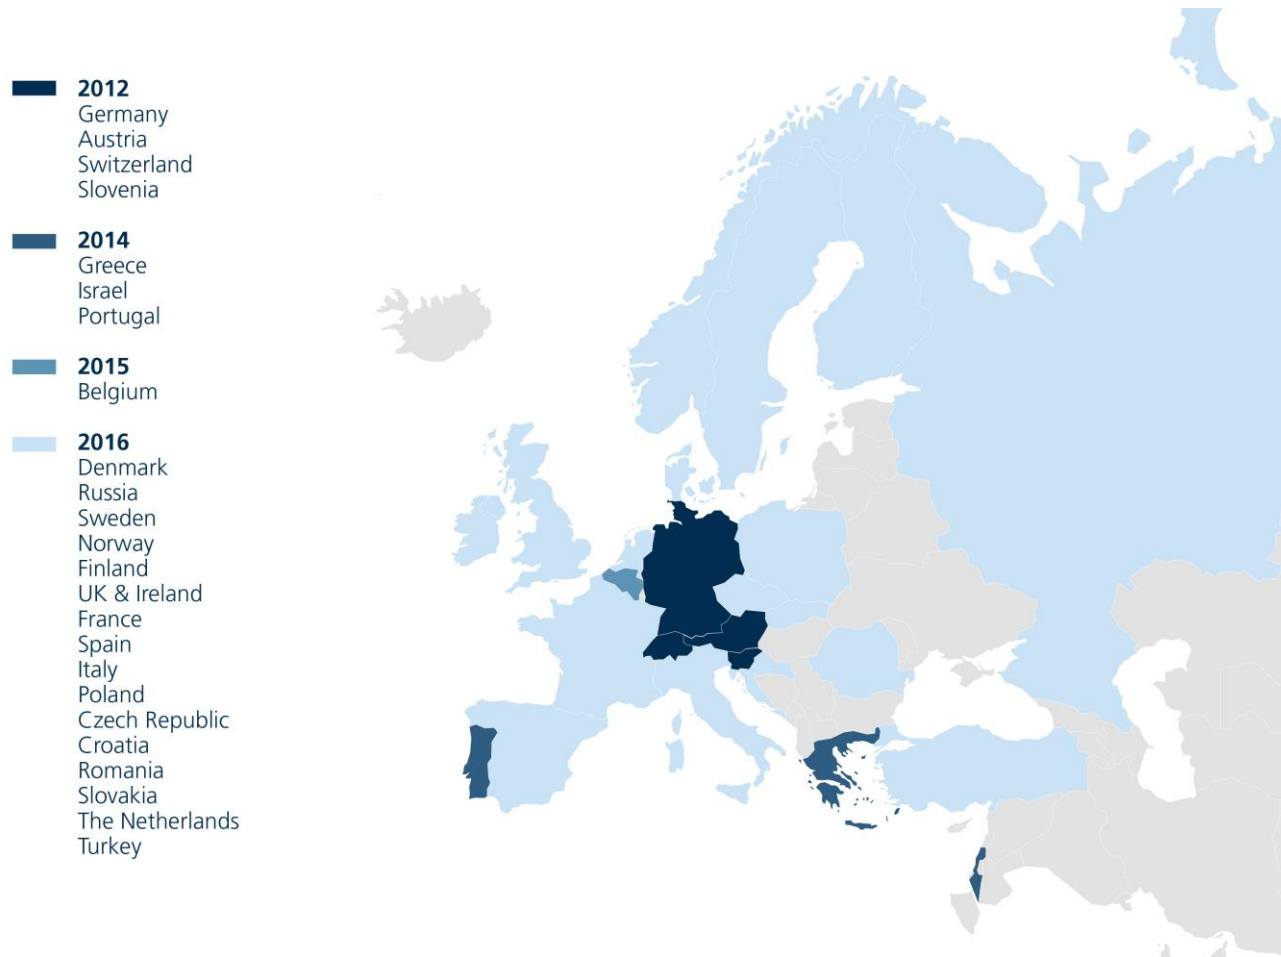 2012
Germany
Austria
Switzerland
Slovenia
2014
Greece
Israel
Portugal
2015
Belgium
2016
Denmark
Russia
Sweden
Norway
Finland
UK & Ireland
France
Spain
Italy
Poland
Czech Republic
Croatia
Romania
Slovakia
The Netherlands
Turkey